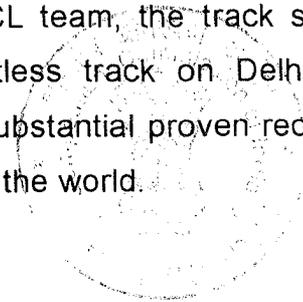 CL team, the track s
tless track on Delh
ubstantial proven rec
the world.